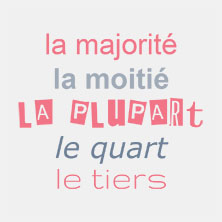 la majorité
la moitié
LA PLUPARt
le quart
le tiers